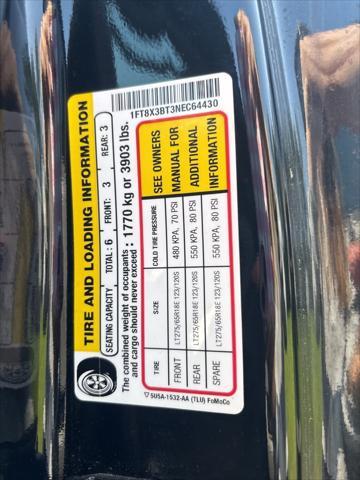 1FT8X3BT3NEC64430
TIRE AND LOADING INFORMATION
SEATING CAPACITY TOTAL: 6 FRONT: 3 REAR: 3
The combined weight of occupants
and cargo should never exceed : 1770 kg or 3903 lbs.
TIRE SIZE COLD TIRE PRESSURE
FRONT LT275/65R18E 123/120S 480 KPA, 70 PSI
REAR LT275/65R18E 123/120S 550 KPA, 80 PSI
SPARE LT275/65R18E 123/120S 550 KPA, 80 PSI
SEE OWNERS
MANUAL FOR
ADDITIONAL
INFORMATION
▽ 5U5A-1532-AA (TLU) FoMoCo